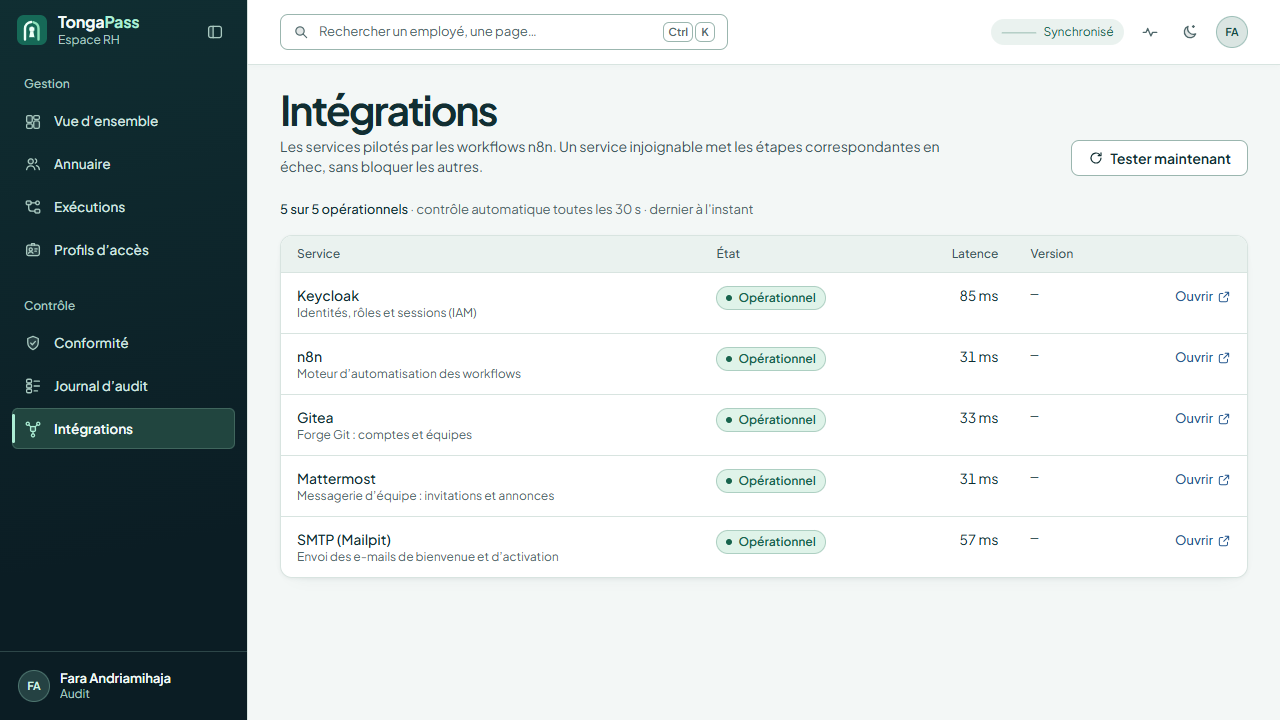 TongaPass
Espace RH
Gestion
Vue d’ensemble
Annuaire
Exécutions
Profils d’accès
Contrôle
Conformité
Journal d’audit
Intégrations
FA
Fara Andriamihaja
Audit
Rechercher un employé, une page…
Ctrl K
Synchronisé
FA
Intégrations
Les services pilotés par les workflows n8n. Un service injoignable met les étapes correspondantes en
échec, sans bloquer les autres.
Tester maintenant
5 sur 5 opérationnels · contrôle automatique toutes les 30 s · dernier à l’instant
Service État Latence Version
Keycloak Opérationnel 85 ms — Ouvrir
Identités, rôles et sessions (IAM)
n8n Opérationnel 31 ms — Ouvrir
Moteur d’automatisation des workflows
Gitea Opérationnel 33 ms — Ouvrir
Forge Git : comptes et équipes
Mattermost Opérationnel 31 ms — Ouvrir
Messagerie d’équipe : invitations et annonces
SMTP (Mailpit) Opérationnel 57 ms — Ouvrir
Envoi des e-mails de bienvenue et d’activation